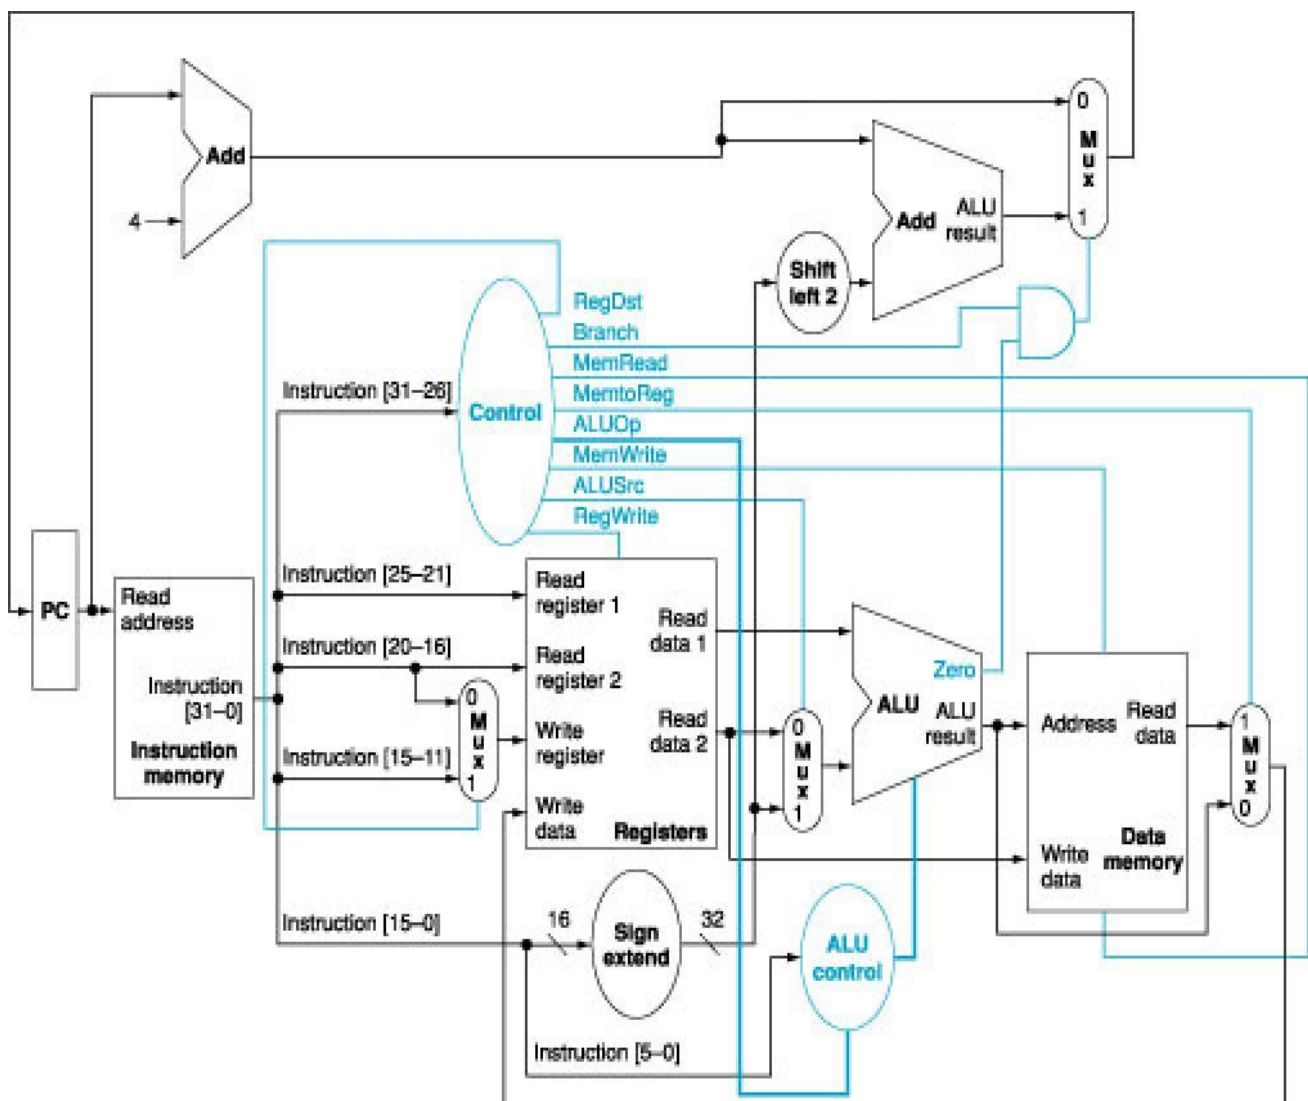 0
M
u
x
1
Add
4
Add
ALU
result
Shift
left 2
RegDst
Branch
MemRead
MemtoReg
ALUOp
MemWrite
ALUSrc
RegWrite
Control
Instruction [31–26]
Instruction [25–21]
Instruction [20–16]
Instruction [15–11]
Instruction [15–0]
Instruction [5–0]
PC
Read
address
Instruction
[31–0]
Instruction
memory
0
M
u
x
1
Read
register 1
Read
register 2
Write
register
Write
data
Read
data 1
Read
data 2
Registers
0
M
u
x
1
Zero
ALU
ALU
result
Address
Read
data
Write
data
Data
memory
1
M
u
x
0
16
Sign
extend
32
ALU
control